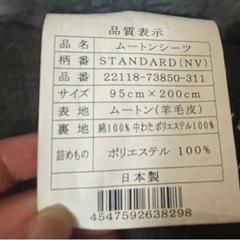 品質表示
品名 ムートンシーツ
柄番 STANDARD(NV)
品番 22118-73850-311
サイズ 95cm×200cm
表地 ムートン(羊毛皮)
裏地 綿100% 中わたポリエステル100%
詰めもの ポリエステル 100%
日本製
4547592638298